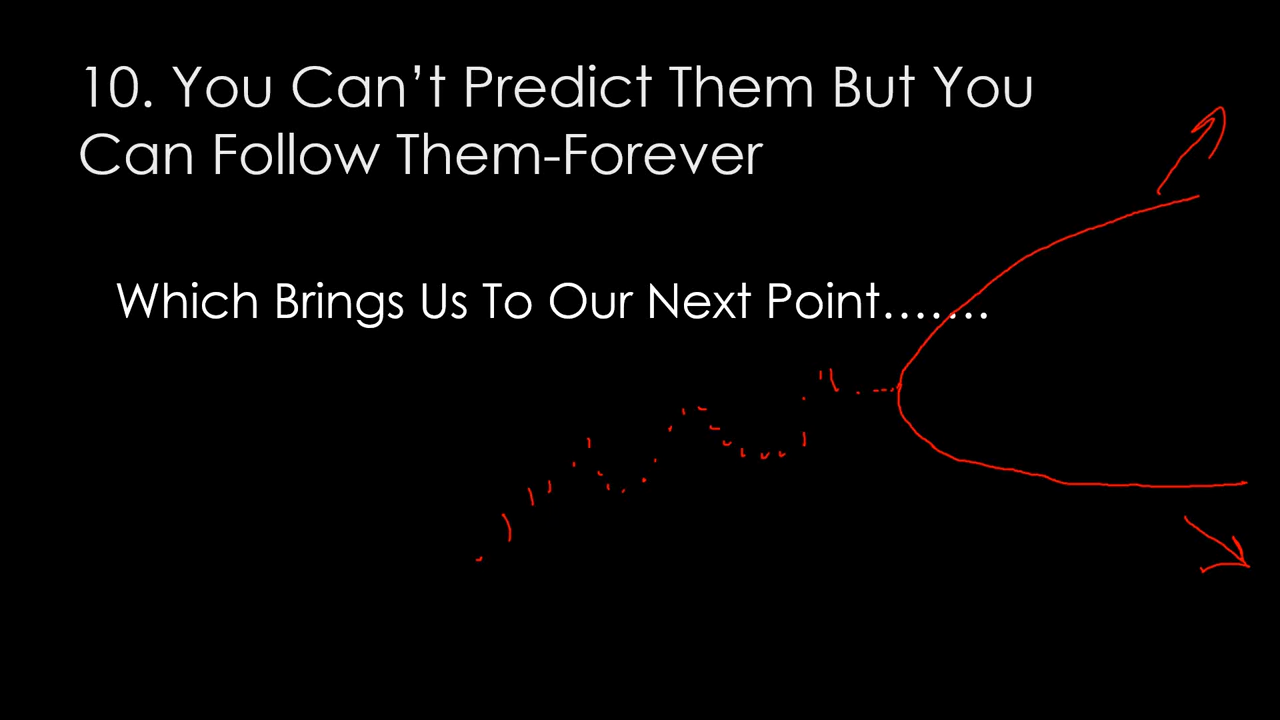 10. You Can’t Predict Them But You
Can Follow Them-Forever
Which Brings Us To Our Next Point.......